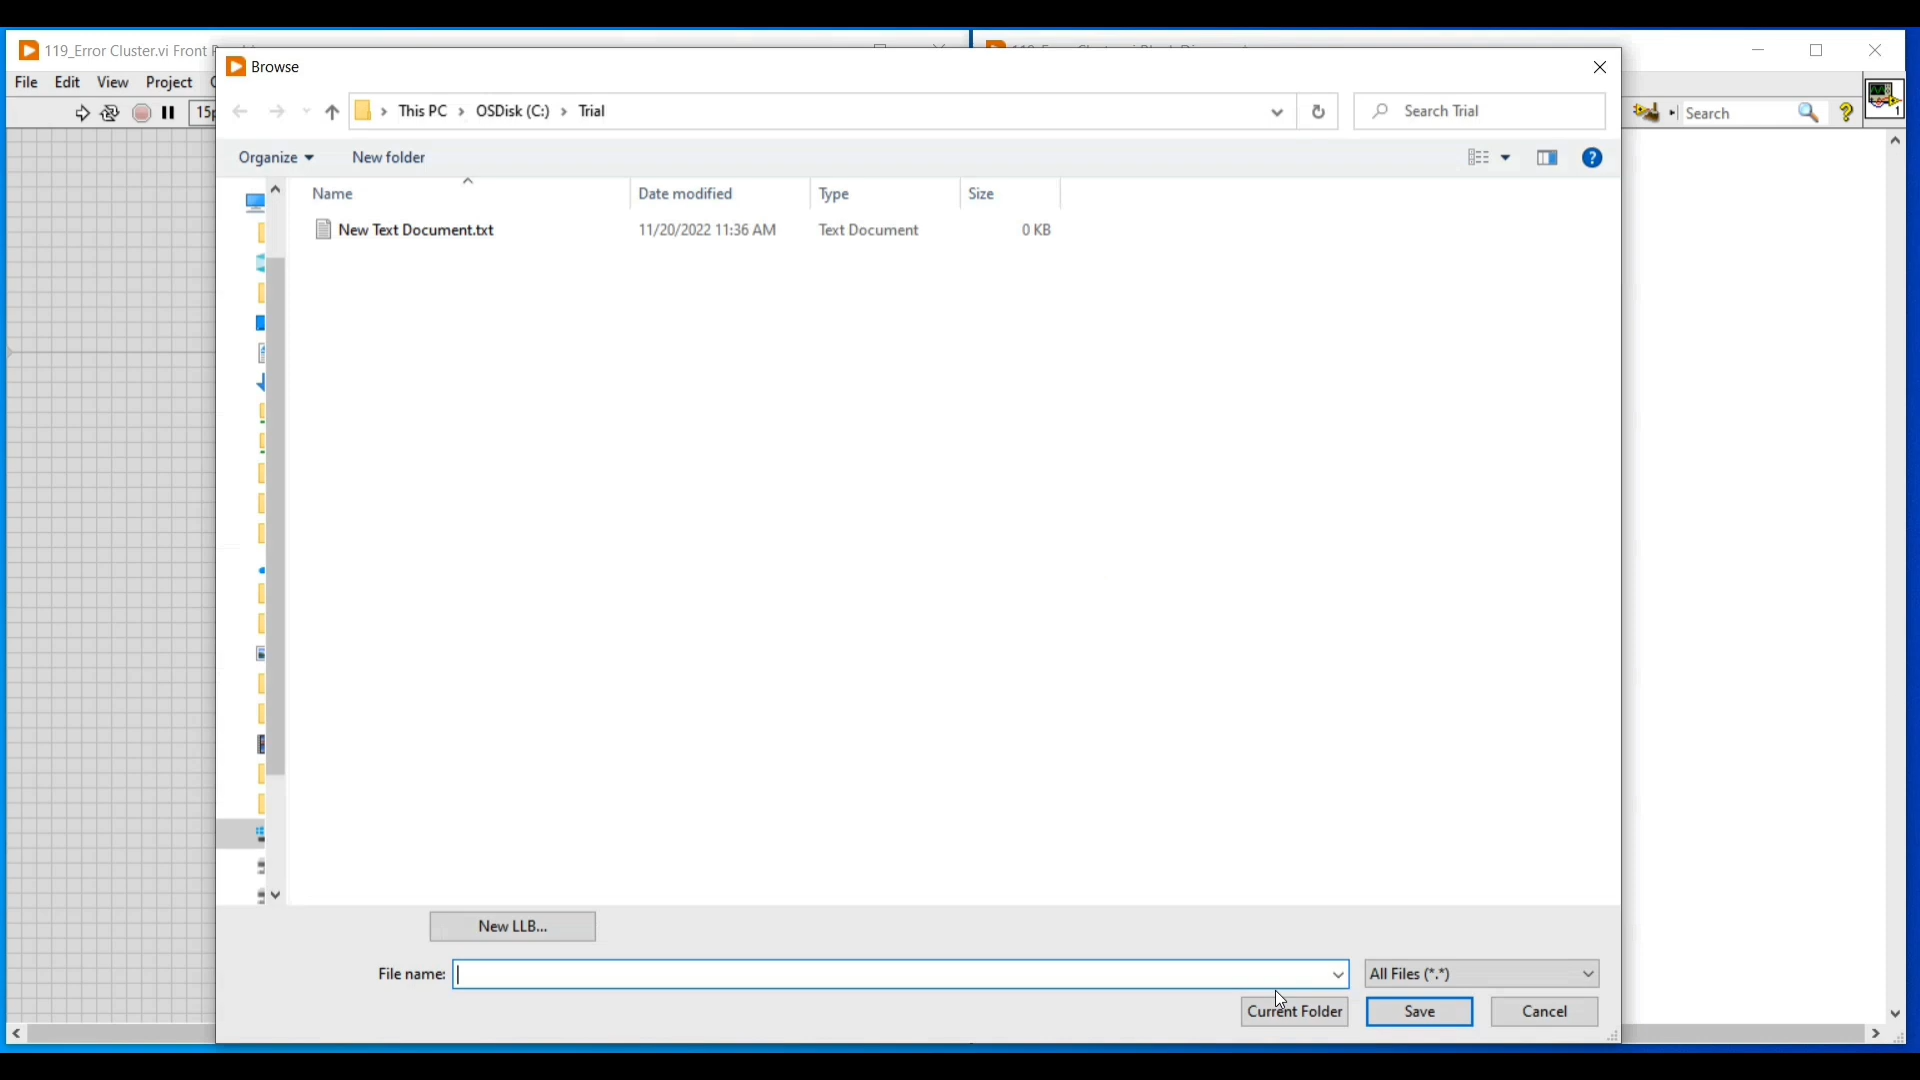 119_Error Cluster.vi Front
Browse
File Edit View Project
15p
This PC > OSDisk (C:) > Trial
Search Trial
Search
1
Organize
New folder
Name
Date modified
Type
Size
New Text Document.txt
11/20/2022 11:36 AM
Text Document
0 KB
New LLB...
File name:
All Files (*.*)
Current Folder
Save
Cancel